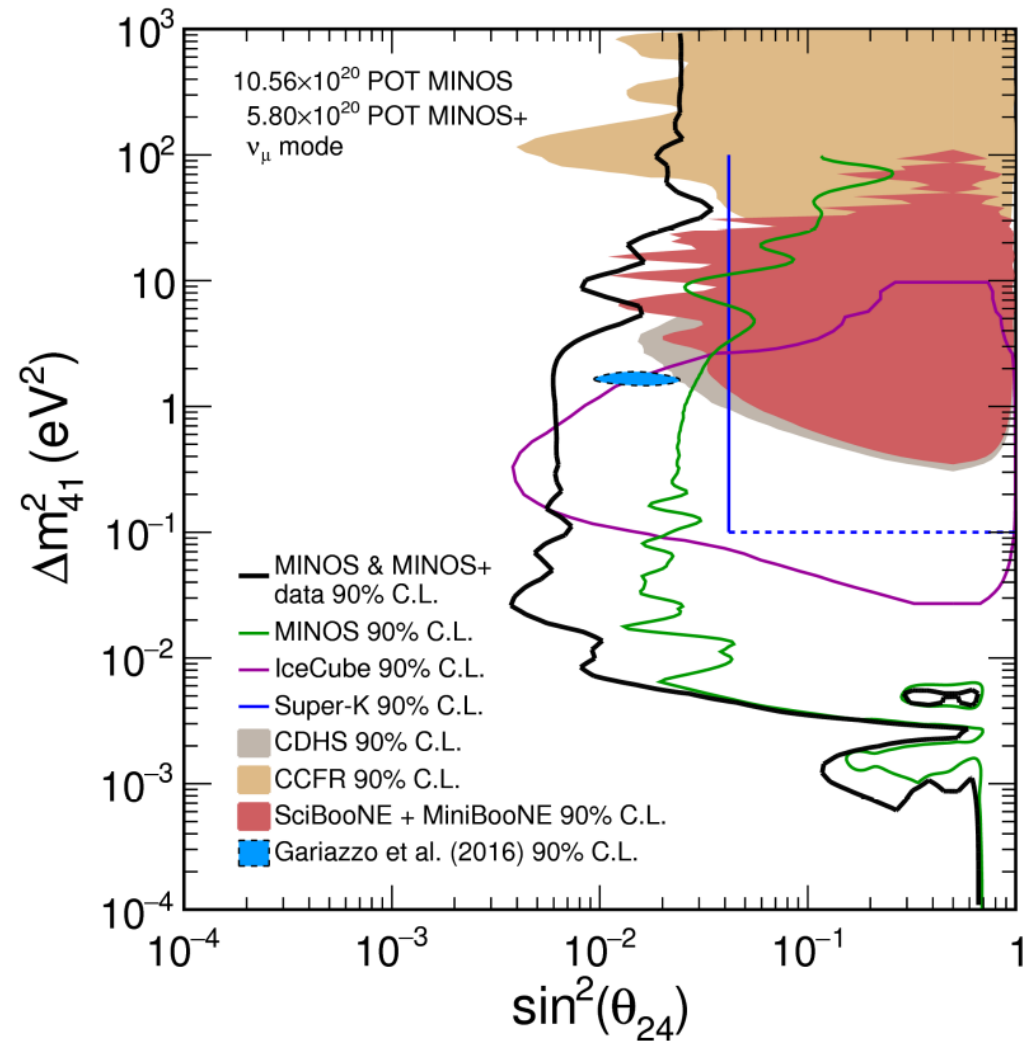 10.56×10²⁰ POT MINOS
5.80×10²⁰ POT MINOS+
ν_μ mode
10³
10²
10
1
10⁻¹
10⁻²
10⁻³
10⁻⁴
Δm²₄₁ (eV²)
MINOS & MINOS+
data 90% C.L.
MINOS 90% C.L.
IceCube 90% C.L.
Super-K 90% C.L.
CDHS 90% C.L.
CCFR 90% C.L.
SciBooNE + MiniBooNE 90% C.L.
Gariazzo et al. (2016) 90% C.L.
10⁻⁴ 10⁻³ 10⁻² 10⁻¹ 1
sin²(θ₂₄)